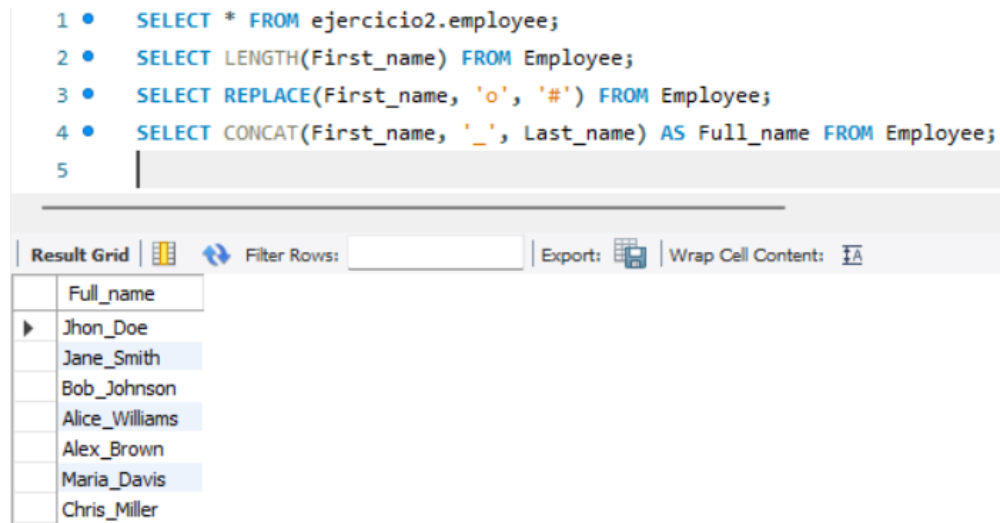 1 SELECT * FROM ejercicio2.employee;
2 SELECT LENGTH(First_name) FROM Employee;
3 SELECT REPLACE(First_name, 'o', '#') FROM Employee;
4 SELECT CONCAT(First_name, '_', Last_name) AS Full_name FROM Employee;
5
Result Grid Filter Rows: Export: Wrap Cell Content: IA
Full_name
Jhon_Doe
Jane_Smith
Bob_Johnson
Alice_Williams
Alex_Brown
Maria_Davis
Chris_Miller